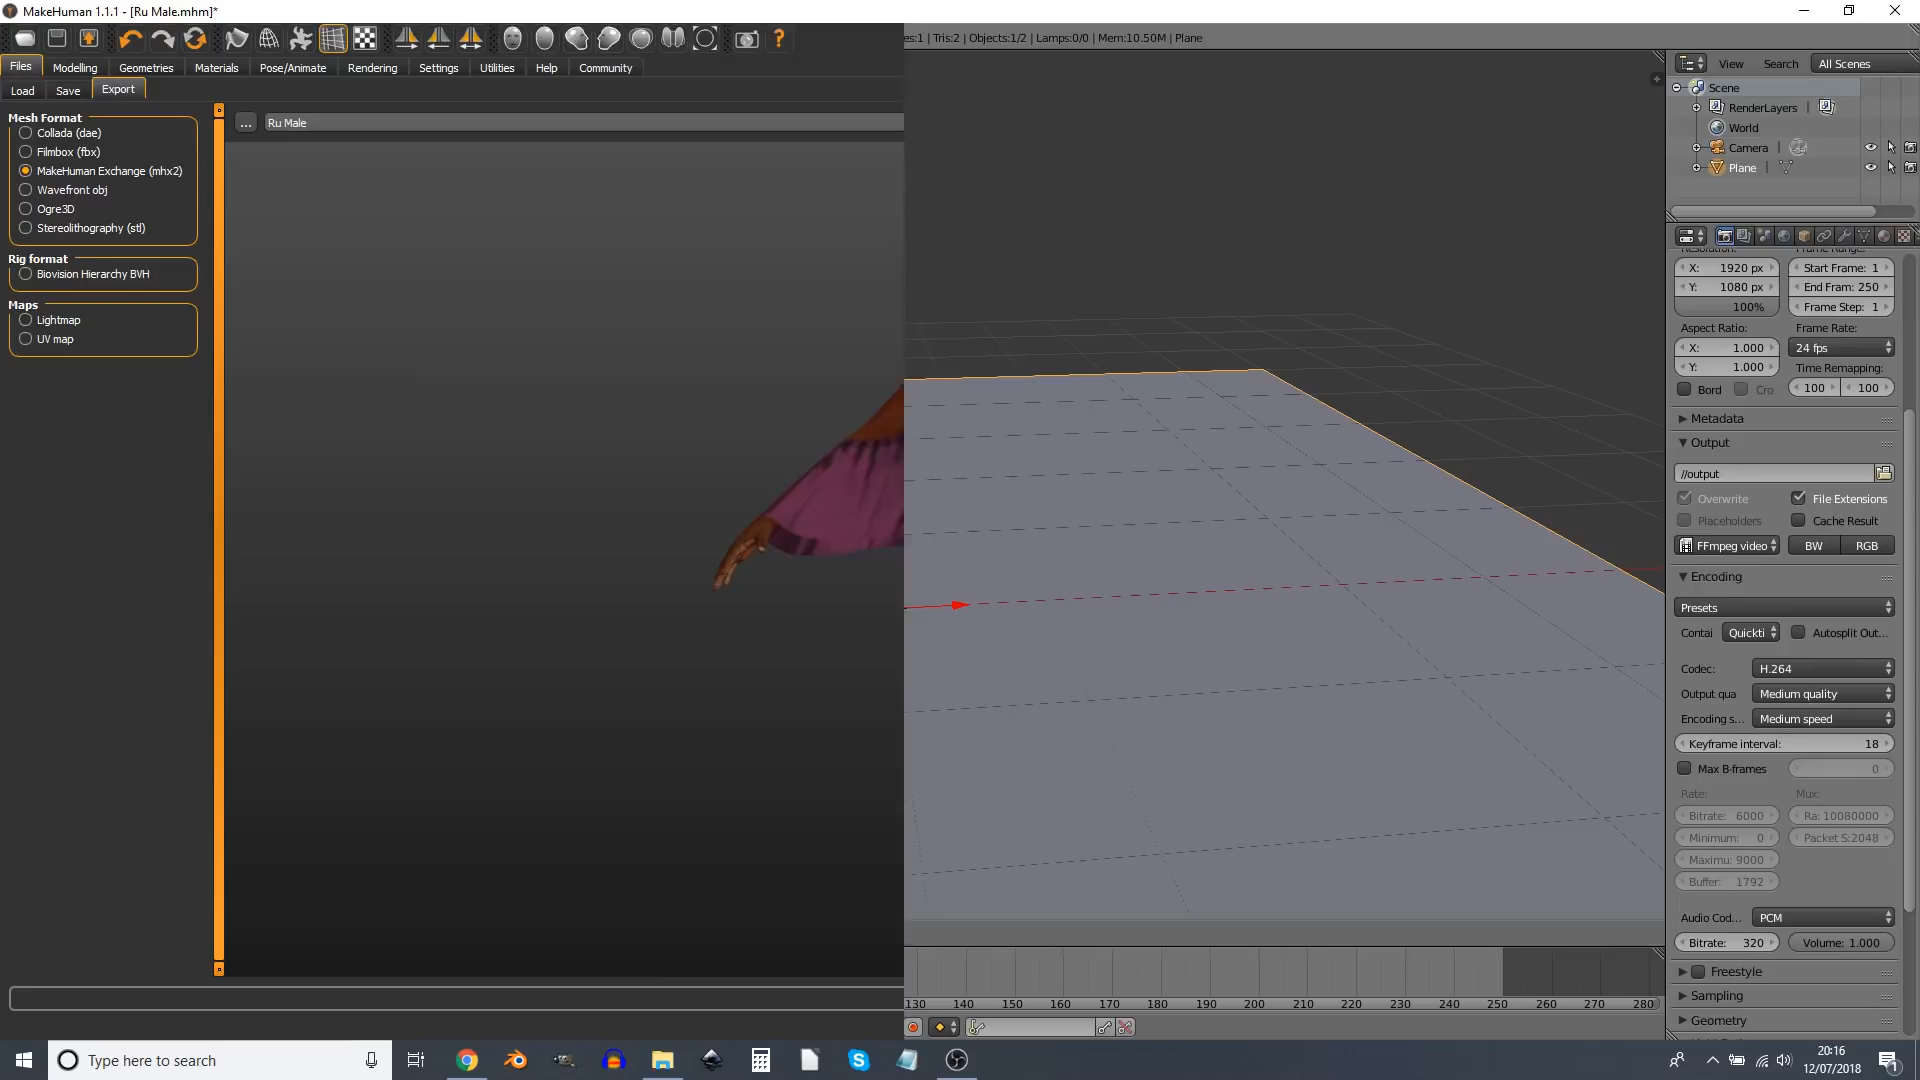 MakeHuman 1.1.1 - [Ru Male.mhm]*
es:1 | Tris:2 | Objects:1/2 | Lamps:0/0 | Mem:10.50M | Plane
Files Modelling Geometries Materials Pose/Animate Rendering Settings Utilities Help Community
Load Save Export
View Search All Scenes
Mesh Format
Collada (dae)
Filmbox (fbx)
MakeHuman Exchange (mhx2)
Wavefront obj
Ogre3D
Stereolithography (stl)
Rig format
Biovision Hierarchy BVH
Maps
Lightmap
UV map
... Ru Male
Scene
RenderLayers
World
Camera
Plane
X: 1920 px Start Frame: 1
Y: 1080 px End Fram: 250
100% Frame Step: 1
Aspect Ratio: Frame Rate:
X: 1.000 24 fps
Y: 1.000 Time Remapping:
Bord Cro 100 100
Metadata
Output
//output
Overwrite File Extensions
Placeholders Cache Result
FFmpeg video BW RGB
Encoding
Presets
Contai Quickti Autosplit Out...
Codec: H.264
Output qua Medium quality
Encoding s... Medium speed
Keyframe interval: 18
Max B-frames 0
Rate: Mux:
Bitrate: 6000 Ra: 10080000
Minimum: 0 Packet S:2048
Maximu: 9000
Buffer: 1792
Audio Cod... PCM
Bitrate: 320 Volume: 1.000
Freestyle
Sampling
Geometry
130 140 150 160 170 180 190 200 210 220 230 240 250 260 270 280
Type here to search
20:16
12/07/2018
1